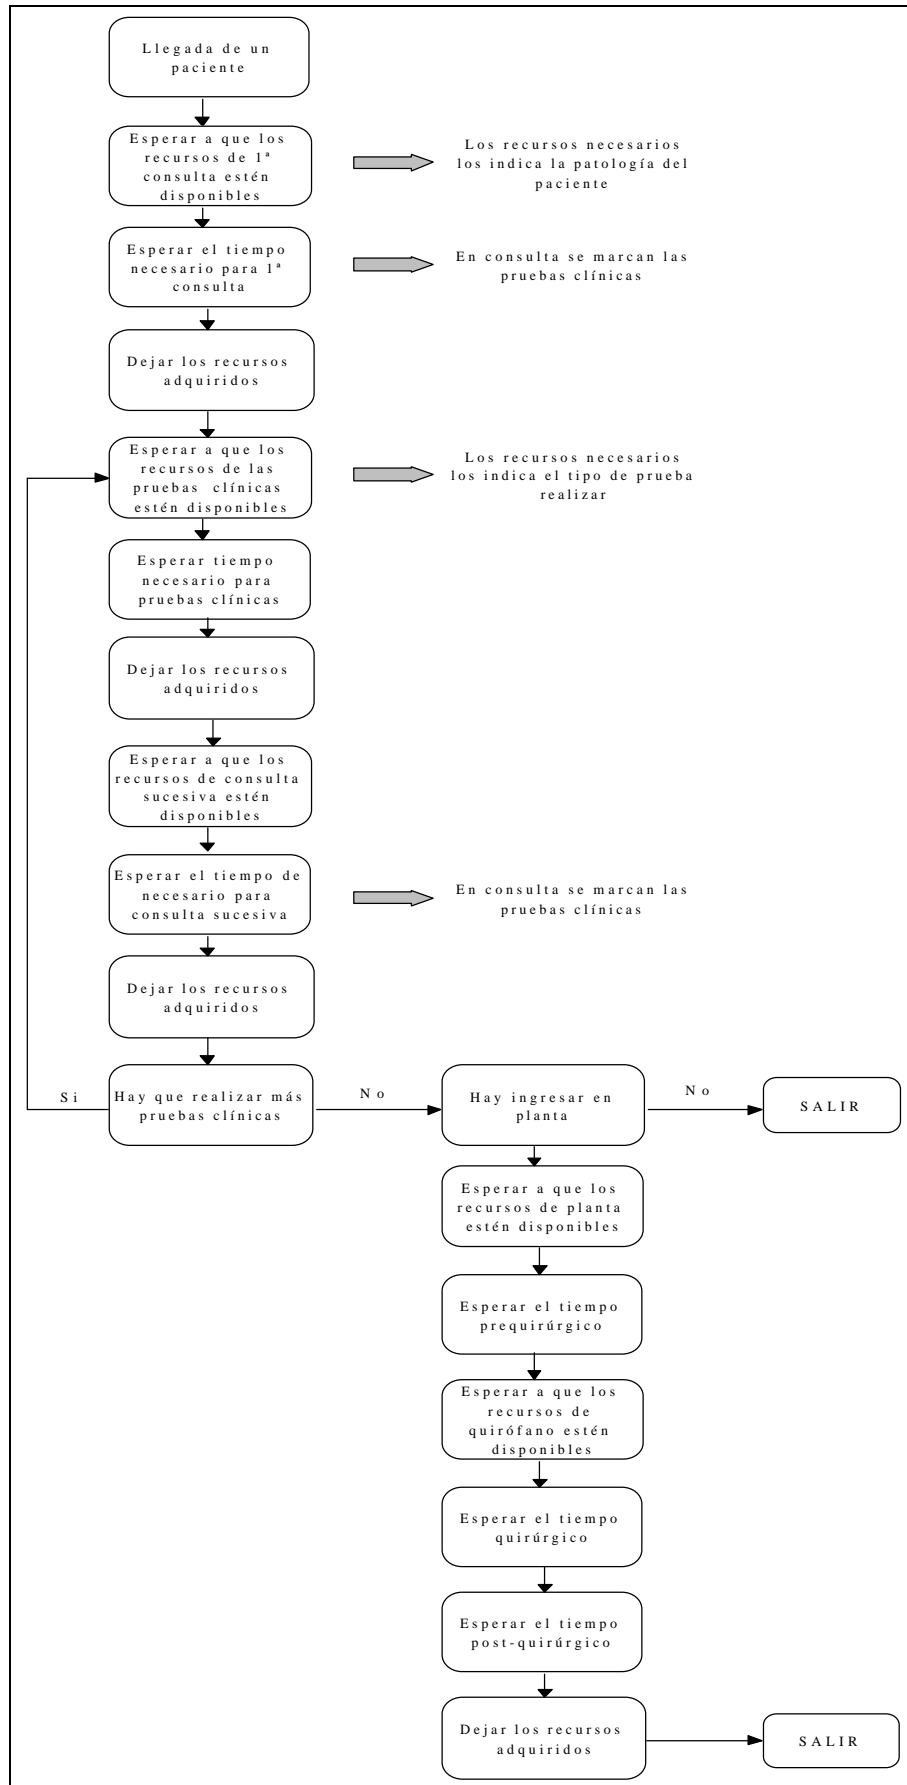 Llegada de un
paciente
Esperar a que los
recursos de 1ª
consulta estén
disponibles
Los recursos necesarios
los indica la patología del
paciente
Esperar el tiempo
necesario para 1ª
consulta
En consulta se marcan las
pruebas clínicas
Dejar los recursos
adquiridos
Esperar a que los
recursos de las
pruebas clínicas
estén disponibles
Los recursos necesarios
los indica el tipo de prueba
realizar
Esperar tiempo
necesario para
pruebas clínicas
Dejar los recursos
adquiridos
Esperar a que los
recursos de consulta
sucesiva estén
disponibles
Esperar el tiempo de
necesario para
consulta sucesiva
En consulta se marcan las
pruebas clínicas
Dejar los recursos
adquiridos
Si
Hay que realizar más
pruebas clínicas
No
Hay ingresar en
planta
No
SALIR
Esperar a que los
recursos de planta
estén disponibles
Esperar el tiempo
prequirúrgico
Esperar a que los
recursos de
quirófano estén
disponibles
Esperar el tiempo
quirúrgico
Esperar el tiempo
post-quirúrgico
Dejar los recursos
adquiridos
SALIR